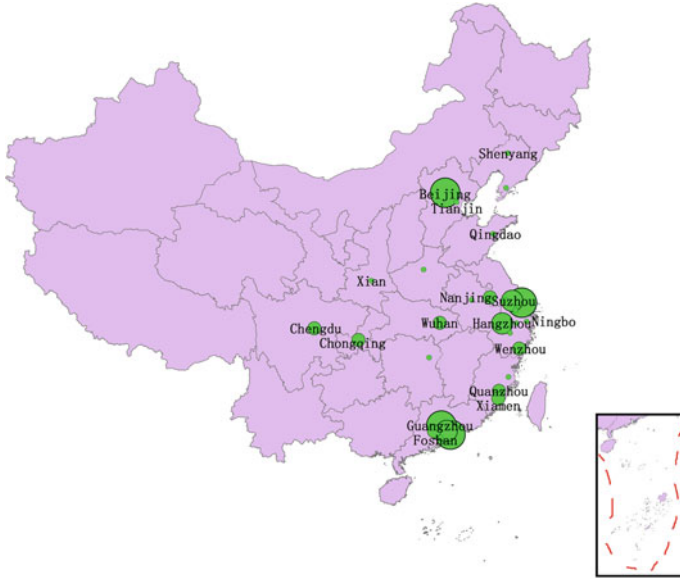 Shenyang
Beijing
Tianjin
Qingdao
Xian
Nanjing
Suzhou
Chengdu
Wuhan
Hangzhou
Ningbo
Chongqing
Wenzhou
Quanzhou
Xiamen
Guangzhou
Foshan